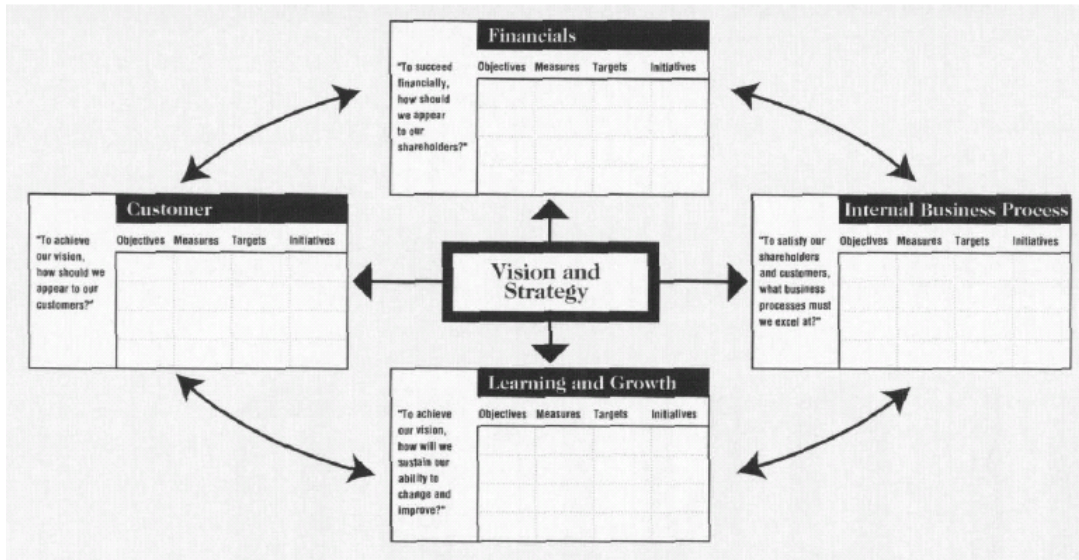 Financials
Objectives Measures Targets Initiatives
"To succeed
financially,
how should
we appear
to our
shareholders?"
Customer
Objectives Measures Targets Initiatives
"To achieve
our vision,
how should we
appear to our
customers?"
Vision and
Strategy
Internal Business Process
Objectives Measures Targets Initiatives
"To satisfy our
shareholders
and customers,
what business
processes must
we excel at?"
Learning and Growth
Objectives Measures Targets Initiatives
"To achieve
our vision,
how will we
sustain our
ability to
change and
improve?"